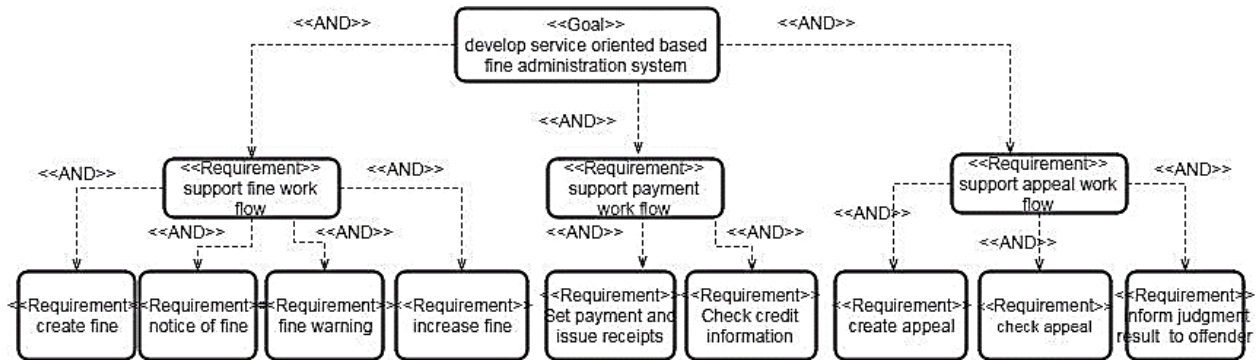 <<AND>>
<<Goal>>
develop service oriented based
fine administration system
<<AND>>
<<AND>>
<<AND>>
<<Requirement>>
support fine work
flow
<<AND>>
<<Requirement>>
support payment
work flow
<<Requirement>>
support appeal work
flow
<<AND>>
<<AND>>
<<AND>>
<<AND>>
<<AND>>
<<AND>>
<<AND>>
<<Requirement>>
create fine
<<Requirement>>
notice of fine
<<Requirement>>
fine warning
<<Requirement>>
increase fine
<<Requirement>>
Set payment and
issue receipts
<<Requirement>>
Check credit
information
<<Requirement>>
create appeal
<<Requirement>>
check appeal
<<Requirement>>
nform judgment
result to offender